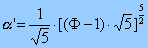 α' = 1/√5 · [(Φ − 1) · √5]^(5/2)